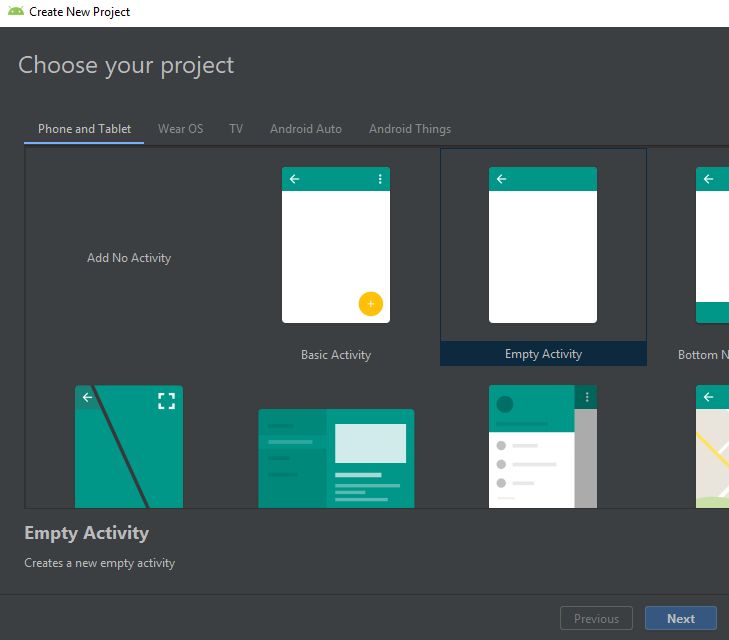 Create New Project
Choose your project
Phone and Tablet
Wear OS
TV
Android Auto
Android Things
Add No Activity
Basic Activity
Empty Activity
Bottom N
Empty Activity
Creates a new empty activity
Previous
Next